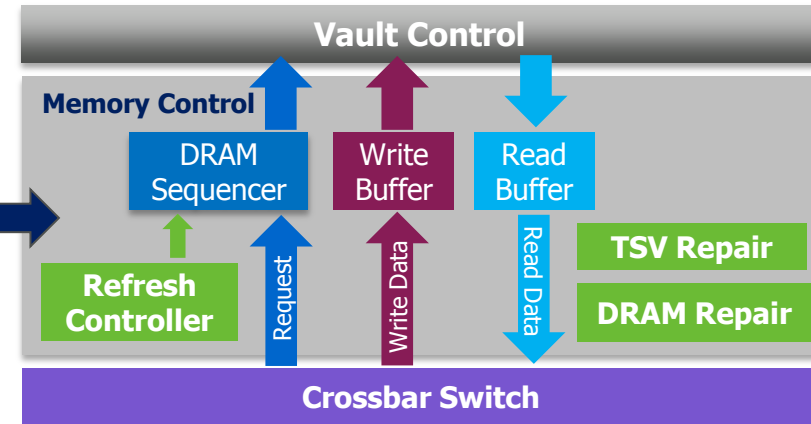 Vault Control
Memory Control
DRAM
Sequencer
Write
Buffer
Read
Buffer
Refresh
Controller
Request
Write Data
Read Data
TSV Repair
DRAM Repair
Crossbar Switch